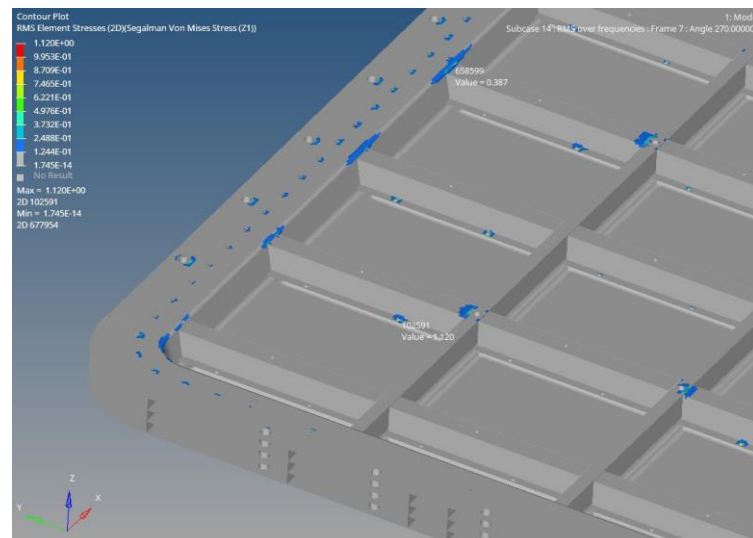 Contour Plot
RMS Element Stresses (2D)(Segalman Von Mises Stress (Z1))
1.120E+00
9.953E-01
8.709E-01
7.465E-01
6.221E-01
4.976E-01
3.732E-01
2.488E-01
1.244E-01
1.745E-14
No Result
Max = 1.120E+00
2D 102591
Min = 1.745E-14
2D 677954
1: Mod
Subcase 14
RMS over frequencies : Frame 7 : Angle 270.00000
658599
Value = 0.387
102591
Value = 1.120
Z
X
Y